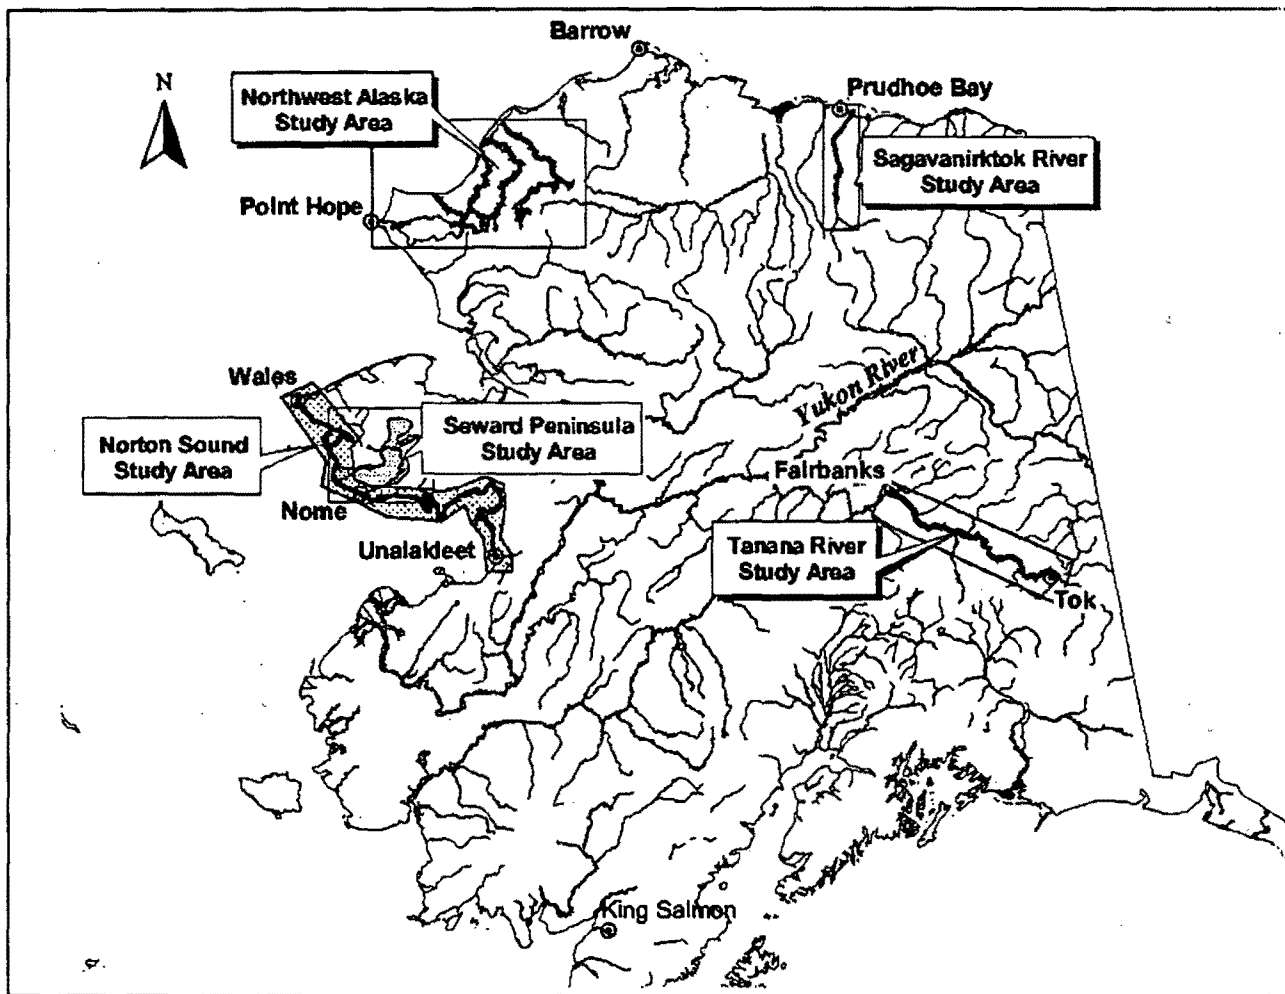 Barrow
N
Prudhoe Bay
Northwest Alaska
Study Area
Sagavanirktok River
Study Area
Point Hope
Yukon River
Wales
Seward Peninsula
Study Area
Norton Sound
Study Area
Fairbanks
Nome
Unalakleet
Tanana River
Study Area
Tok
King Salmon